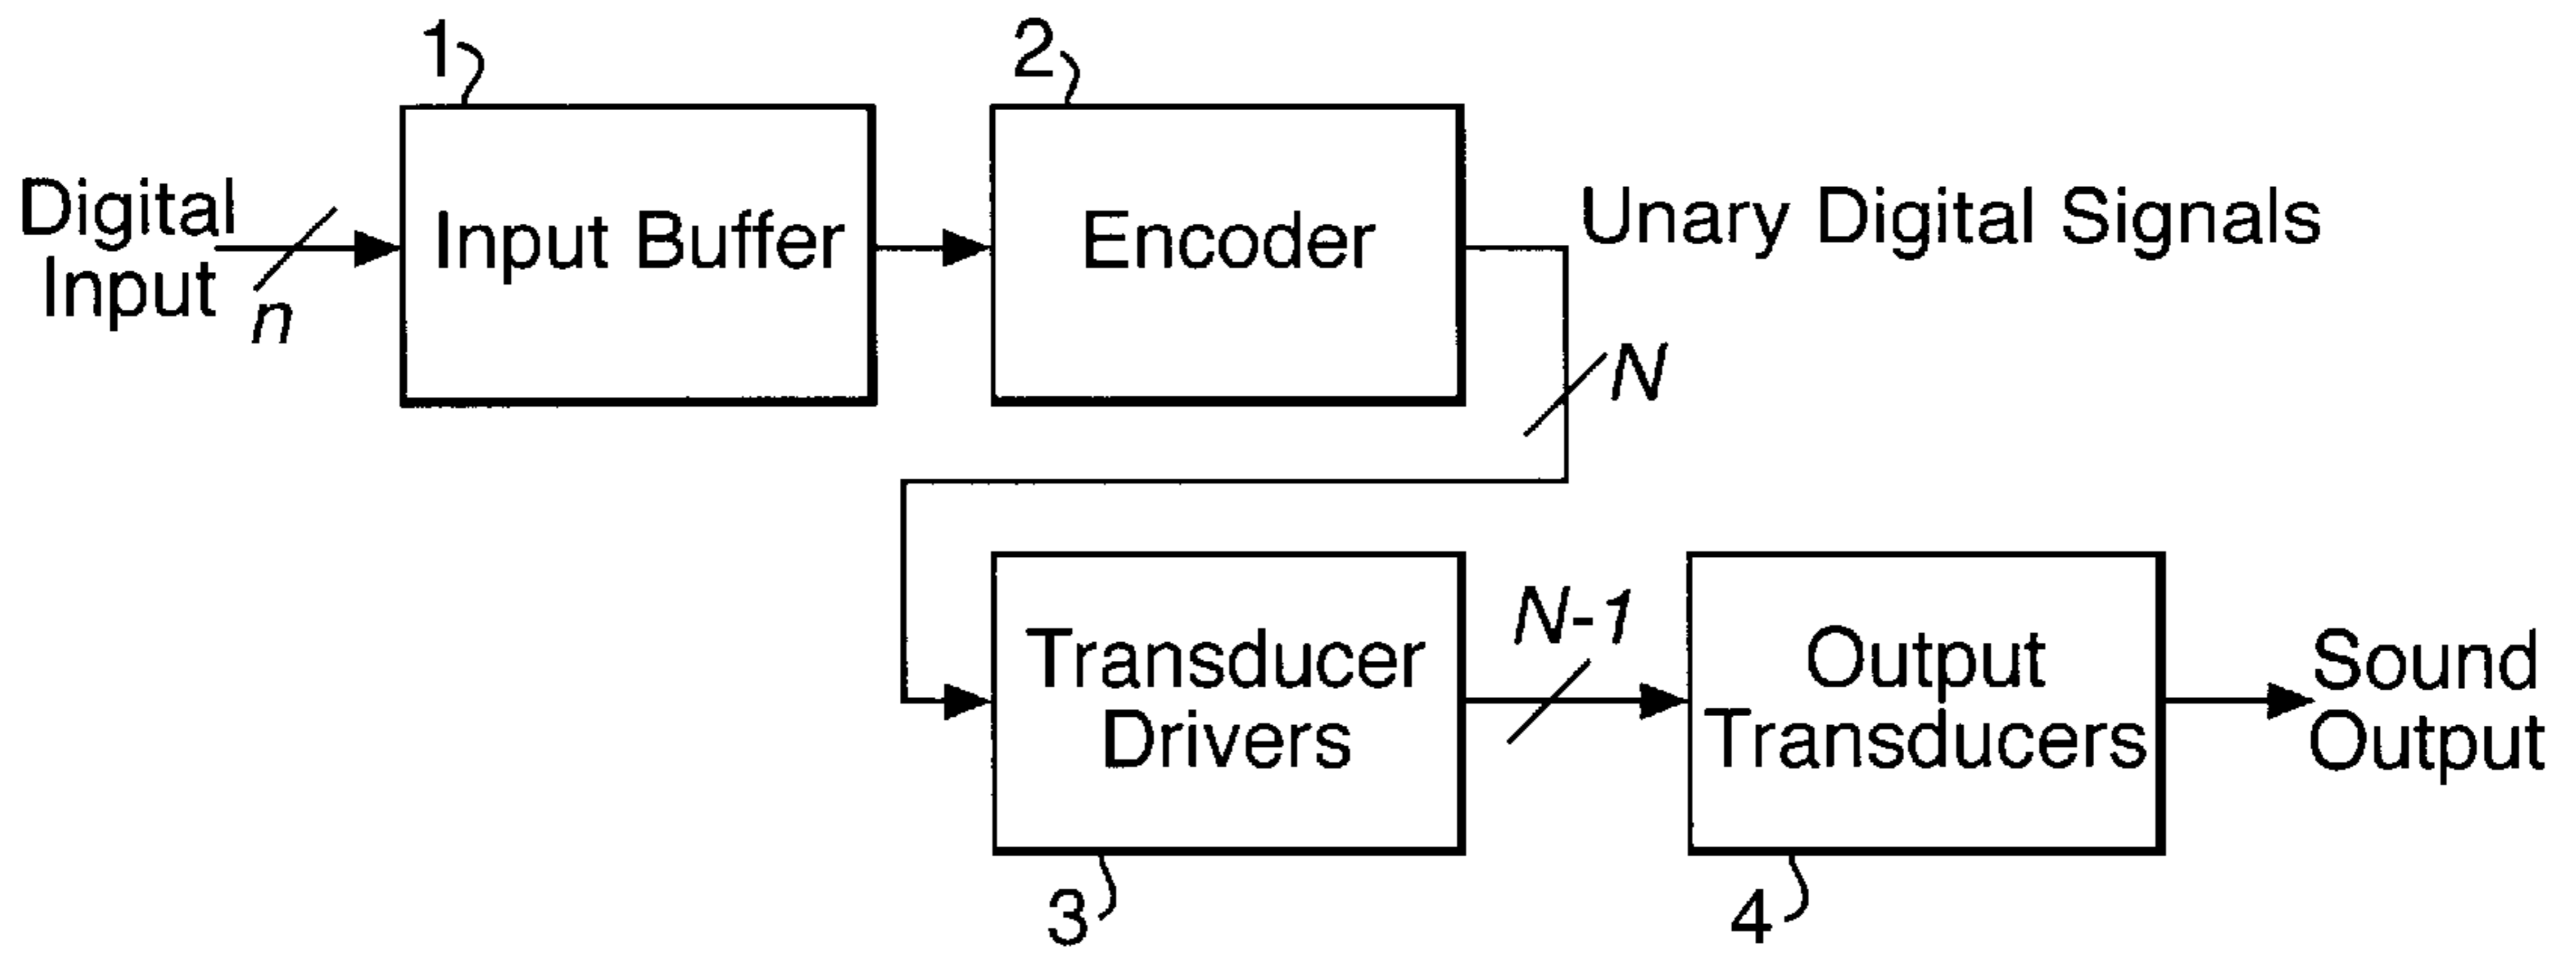 1
2
Digital
Input
n
Input Buffer
Encoder
Unary Digital Signals
N
Transducer
Drivers
N-1
Output
Transducers
Sound
Output
3
4